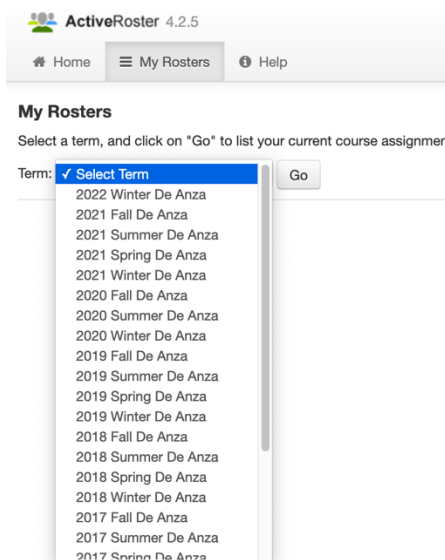 ActiveRoster 4.2.5
Home My Rosters Help
My Rosters
Select a term, and click on "Go" to list your current course assignmen
Term: ✓ Select Term Go
2022 Winter De Anza
2021 Fall De Anza
2021 Summer De Anza
2021 Spring De Anza
2021 Winter De Anza
2020 Fall De Anza
2020 Summer De Anza
2020 Winter De Anza
2019 Fall De Anza
2019 Summer De Anza
2019 Spring De Anza
2019 Winter De Anza
2018 Fall De Anza
2018 Summer De Anza
2018 Spring De Anza
2018 Winter De Anza
2017 Fall De Anza
2017 Summer De Anza
2017 Spring De Anza